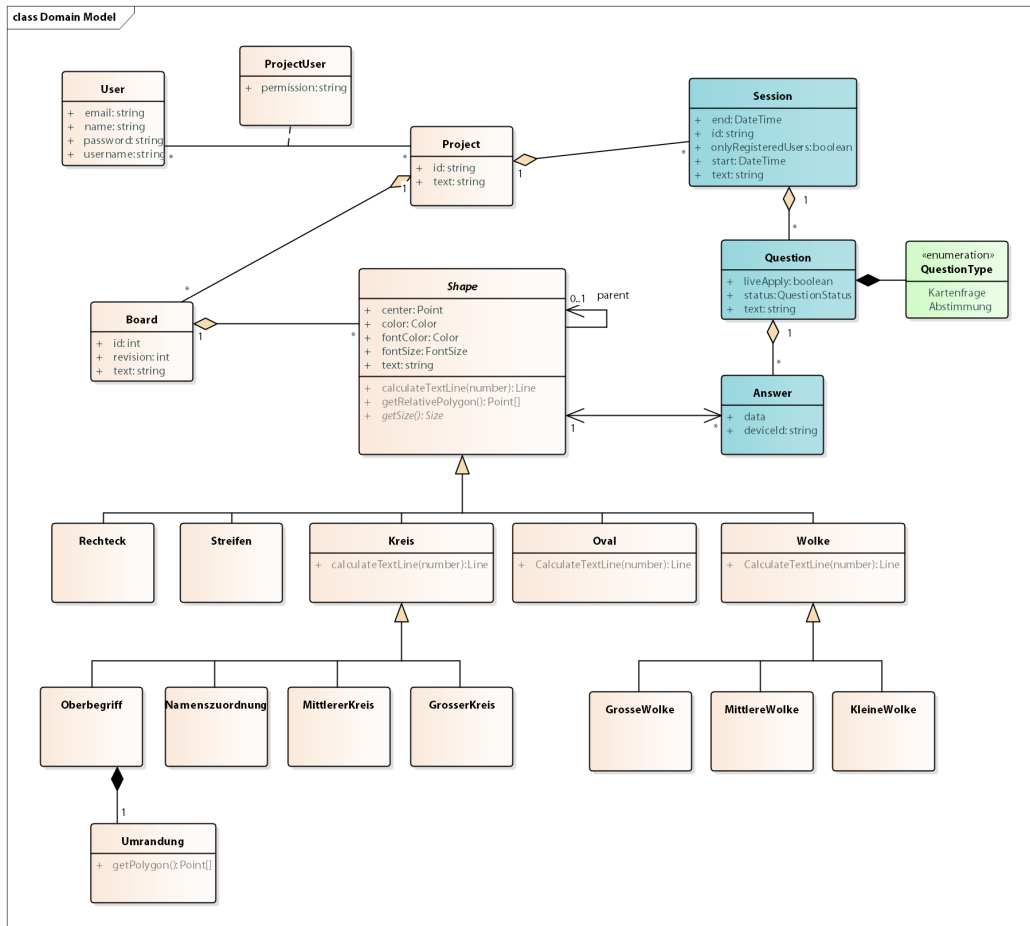 class Domain Model
User
+ email: string
+ name: string
+ password: string
+ username: string
*
ProjectUser
+ permission: string
*
Project
+ id: string
+ text: string
1
1
*
Session
+ end: DateTime
+ id: string
+ onlyRegisteredUsers: boolean
+ start: DateTime
+ text: string
1
*
Question
+ liveApply: boolean
+ status: QuestionStatus
+ text: string
1
*
«enumeration»
QuestionType
Kartenfrage
Abstimmung
*
Board
+ id: int
+ revision: int
+ text: string
1
*
Shape
+ center: Point
+ color: Color
+ fontColor: Color
+ fontSize: FontSize
+ text: string
+ calculateTextLine(number): Line
+ getRelativePolygon(): Point[]
+ getSize(): Size
0..1
parent
1
*
Answer
+ data
+ deviceId: string
Rechteck
Streifen
Kreis
+ calculateTextLine(number): Line
Oval
+ CalculateTextLine(number): Line
Wolke
+ CalculateTextLine(number): Line
Oberbegriff
Namenszuordnung
MittlererKreis
GrosserKreis
GrosseWolke
MittlereWolke
KleineWolke
1
Umrandung
+ getPolygon(): Point[]